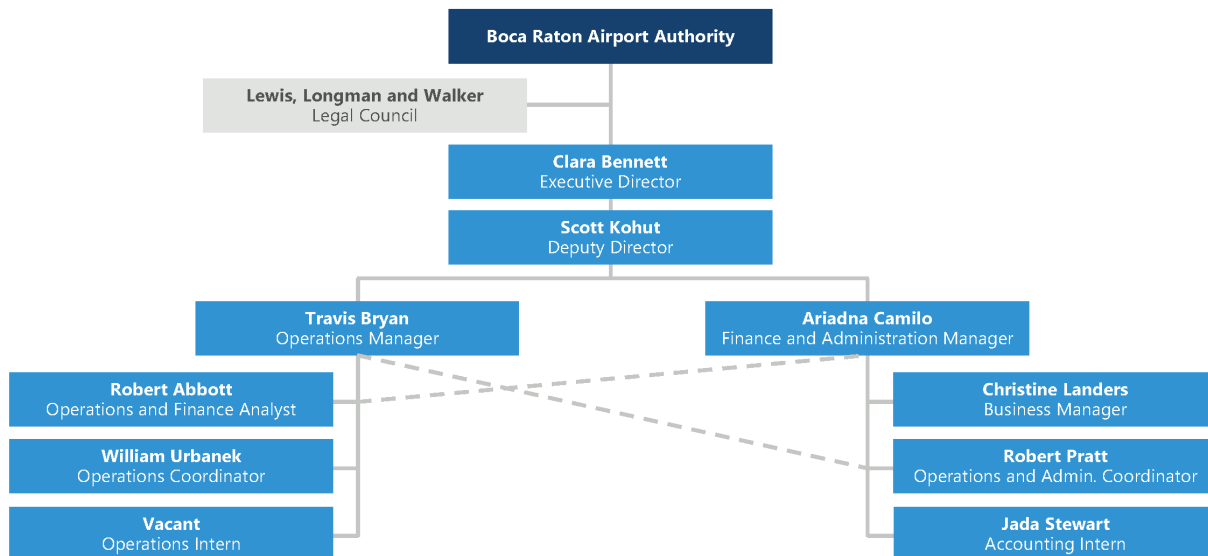 Boca Raton Airport Authority
Lewis, Longman and Walker
Legal Council
Clara Bennett
Executive Director
Scott Kohut
Deputy Director
Travis Bryan
Operations Manager
Ariadna Camilo
Finance and Administration Manager
Robert Abbott
Operations and Finance Analyst
Christine Landers
Business Manager
William Urbanek
Operations Coordinator
Robert Pratt
Operations and Admin. Coordinator
Vacant
Operations Intern
Jada Stewart
Accounting Intern